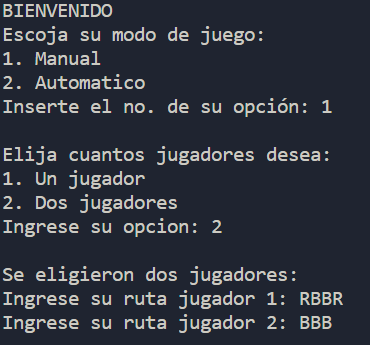 BIENVENIDO
Escoja su modo de juego:
1. Manual
2. Automatico
Inserte el no. de su opción: 1
Elija cuantos jugadores desea:
1. Un jugador
2. Dos jugadores
Ingrese su opcion: 2
Se eligieron dos jugadores:
Ingrese su ruta jugador 1: RBBR
Ingrese su ruta jugador 2: BBB